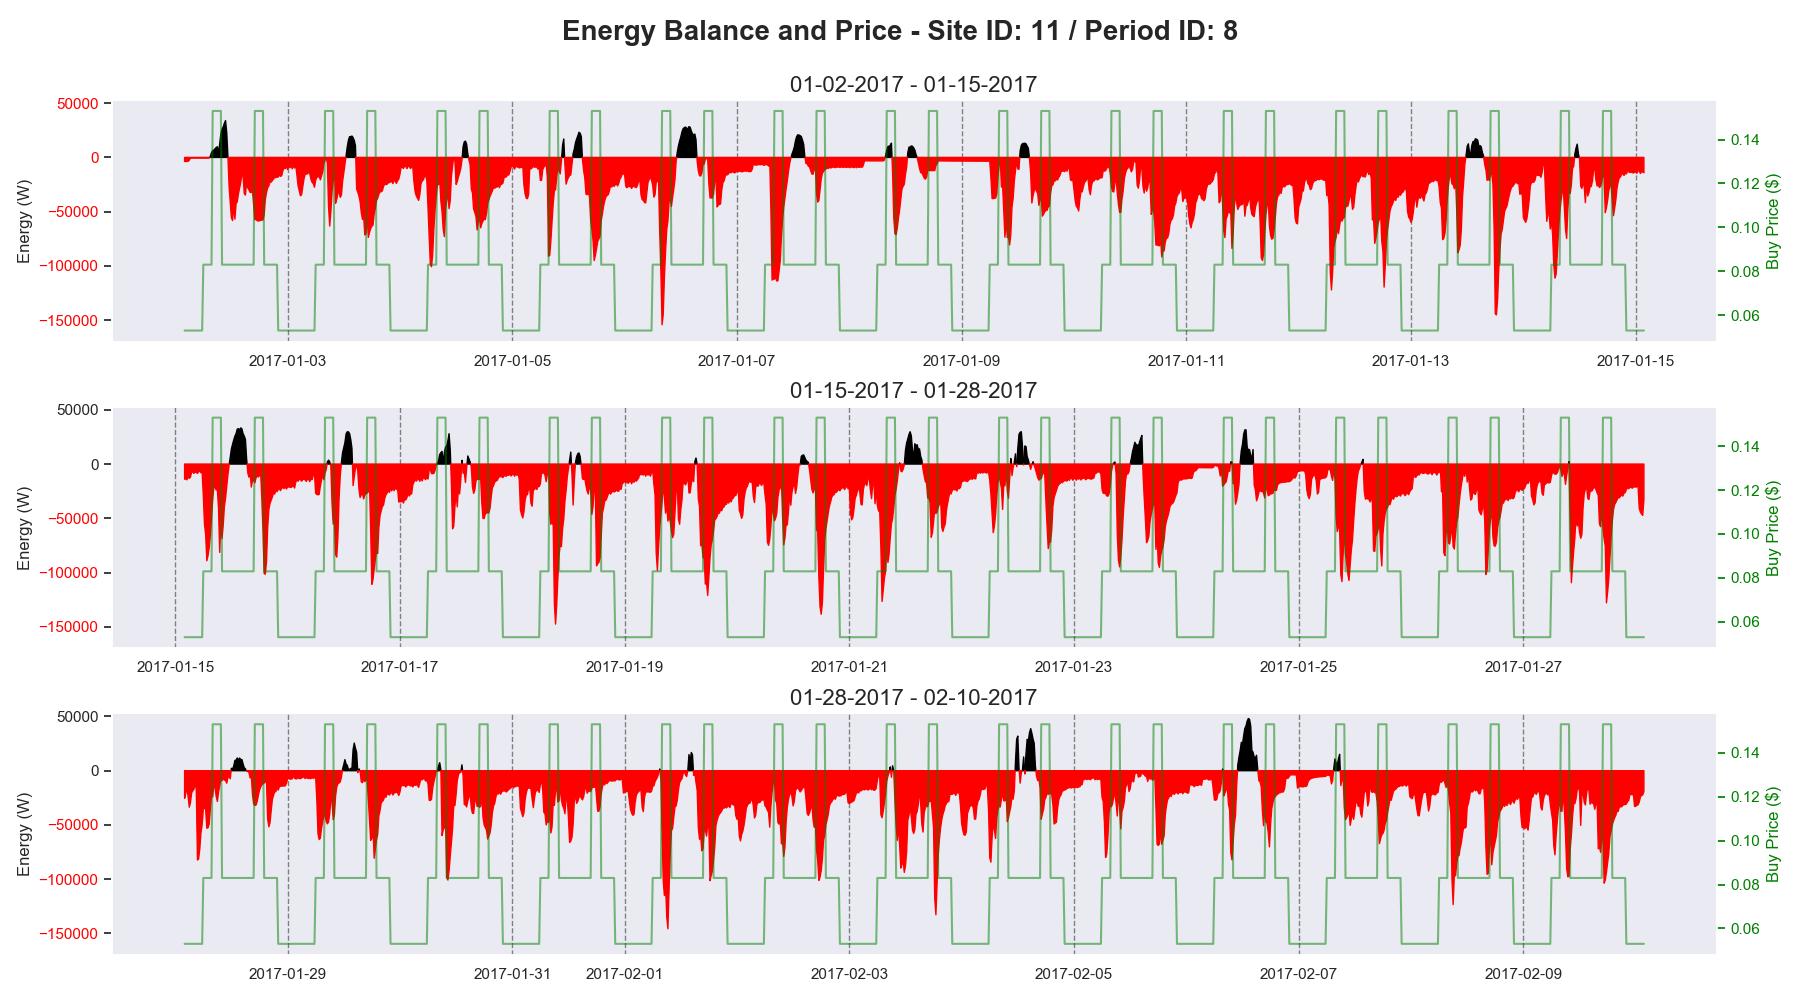 Energy Balance and Price - Site ID: 11 / Period ID: 8
01-02-2017 - 01-15-2017
Energy (W)
50000
0
−50000
−100000
−150000
Buy Price ($)
0.14
0.12
0.10
0.08
0.06
2017-01-03 2017-01-05 2017-01-07 2017-01-09 2017-01-11 2017-01-13 2017-01-15
01-15-2017 - 01-28-2017
Energy (W)
50000
0
−50000
−100000
−150000
Buy Price ($)
0.14
0.12
0.10
0.08
0.06
2017-01-15 2017-01-17 2017-01-19 2017-01-21 2017-01-23 2017-01-25 2017-01-27
01-28-2017 - 02-10-2017
Energy (W)
50000
0
−50000
−100000
−150000
Buy Price ($)
0.14
0.12
0.10
0.08
0.06
2017-01-29 2017-01-31 2017-02-01 2017-02-03 2017-02-05 2017-02-07 2017-02-09